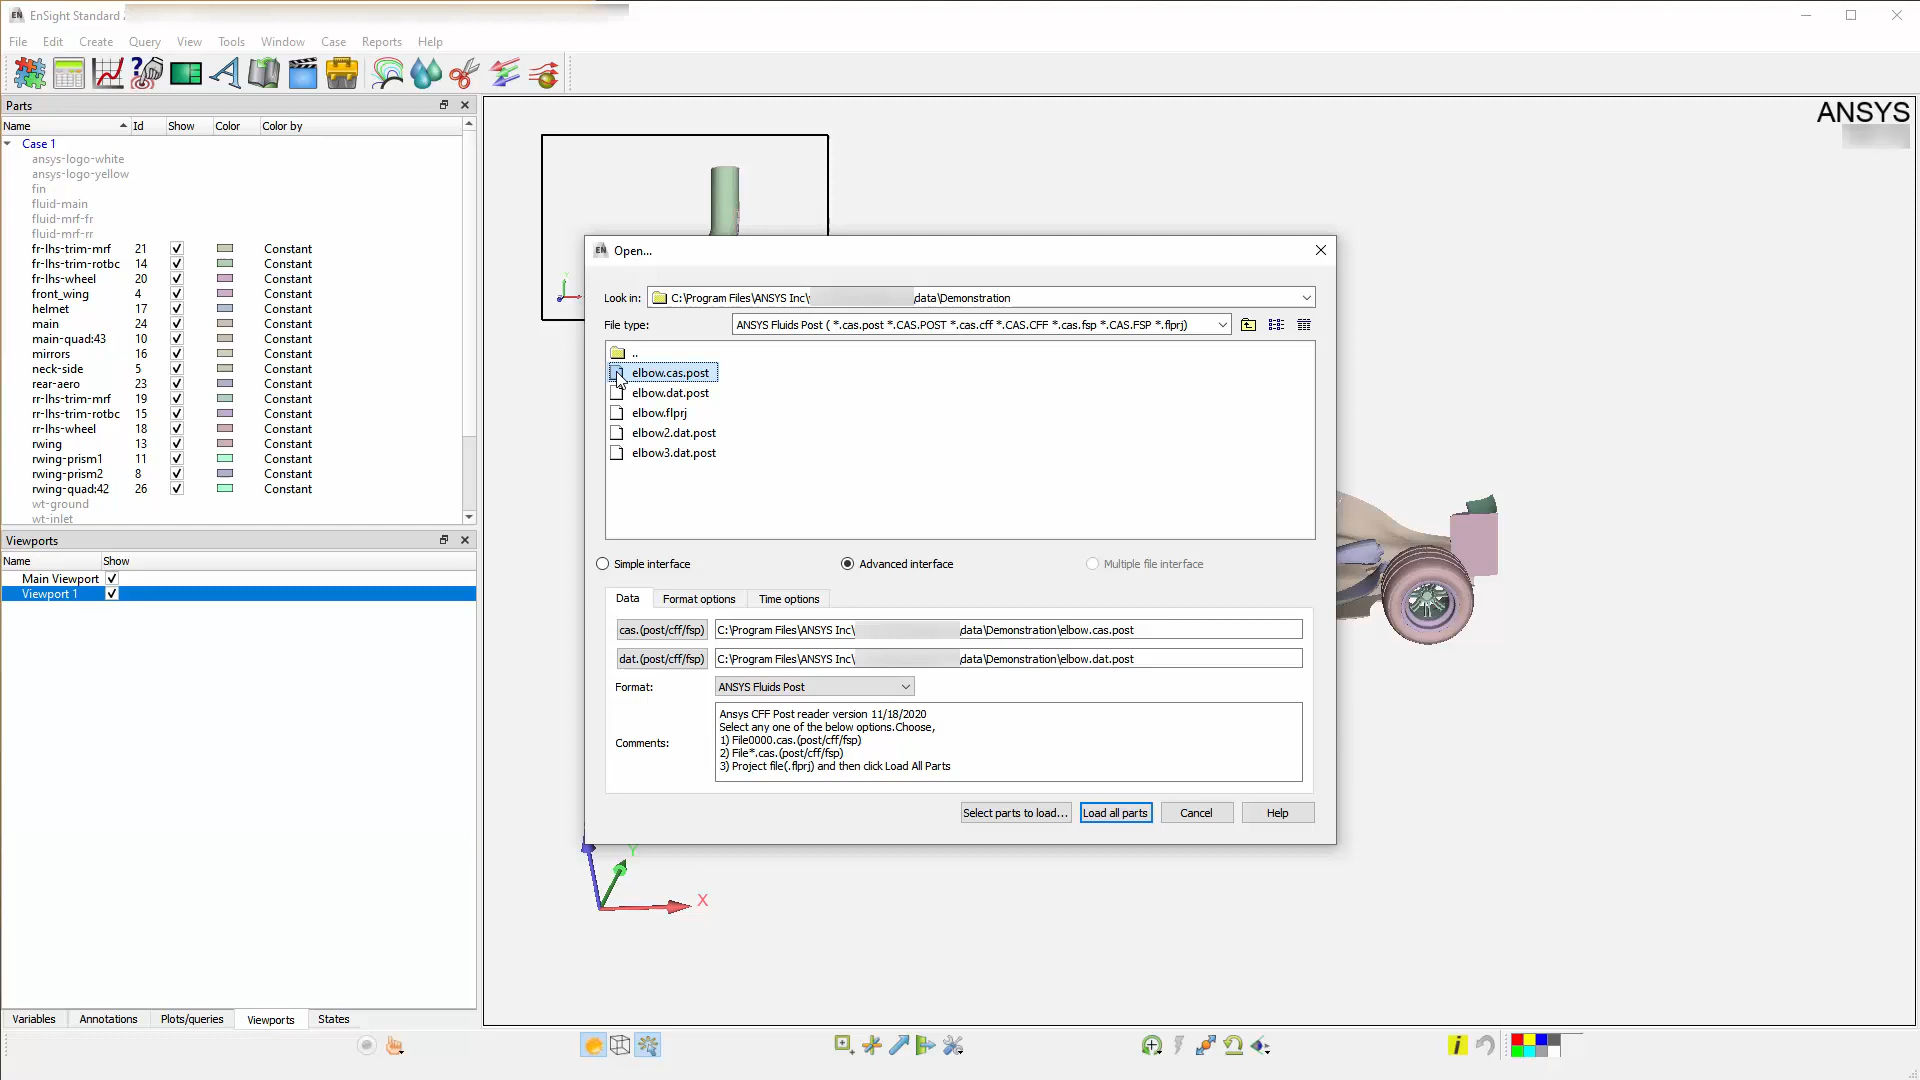 EN EnSight Standard
File Edit Create Query View Tools Window Case Reports Help
Parts
Name Id Show Color Color by
Case 1
ansys-logo-white
ansys-logo-yellow
fin
fluid-main
fluid-mrf-fr
fluid-mrf-rr
fr-lhs-trim-mrf 21 Constant
fr-lhs-trim-rotbc 14 Constant
fr-lhs-wheel 20 Constant
front_wing 4 Constant
helmet 17 Constant
main 24 Constant
main-quad:43 10 Constant
mirrors 16 Constant
neck-side 5 Constant
rear-aero 23 Constant
rr-lhs-trim-mrf 19 Constant
rr-lhs-trim-rotbc 15 Constant
rr-lhs-wheel 18 Constant
rwing 13 Constant
rwing-prism1 11 Constant
rwing-prism2 8 Constant
rwing-quad:42 26 Constant
wt-ground
wt-inlet
Viewports
Name Show
Main Viewport
Viewport 1
Variables Annotations Plots/queries Viewports States
ANSYS
EN Open...
Look in: C:\Program Files\ANSYS Inc\ data\Demonstration
File type: ANSYS Fluids Post ( *.cas.post *.CAS.POST *.cas.cff *.CAS.CFF *.cas.fsp *.CAS.FSP *.flprj)
..
elbow.cas.post
elbow.dat.post
elbow.flprj
elbow2.dat.post
elbow3.dat.post
Simple interface Advanced interface Multiple file interface
Data Format options Time options
cas.(post/cff/fsp) C:\Program Files\ANSYS Inc\ data\Demonstration\elbow.cas.post
dat.(post/cff/fsp) C:\Program Files\ANSYS Inc\ data\Demonstration\elbow.dat.post
Format: ANSYS Fluids Post
Comments:
Ansys CFF Post reader version 11/18/2020
Select any one of the below options.Choose,
1) File0000.cas.(post/cff/fsp)
2) File*.cas.(post/cff/fsp)
3) Project file(.flprj) and then click Load All Parts
Select parts to load... Load all parts Cancel Help
Y
X